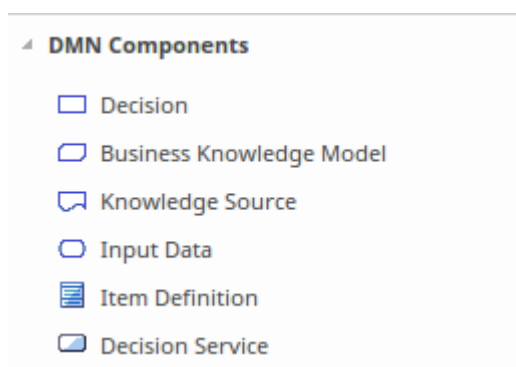 DMN Components
Decision
Business Knowledge Model
Knowledge Source
Input Data
Item Definition
Decision Service